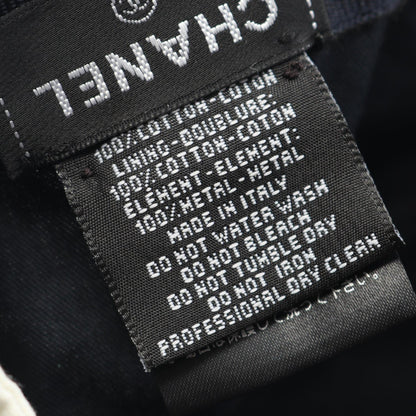 CHANEL
100% COTTON-COTON
LINING-DOUBLURE:
100% COTTON-COTON
ELEMENT-ELEMENT:
100% METAL-METAL
MADE IN ITALY
DO NOT WATER WASH
DO NOT BLEACH
DO NOT TUMBLE DRY
DO NOT IRON
PROFESSIONAL DRY CLEAN